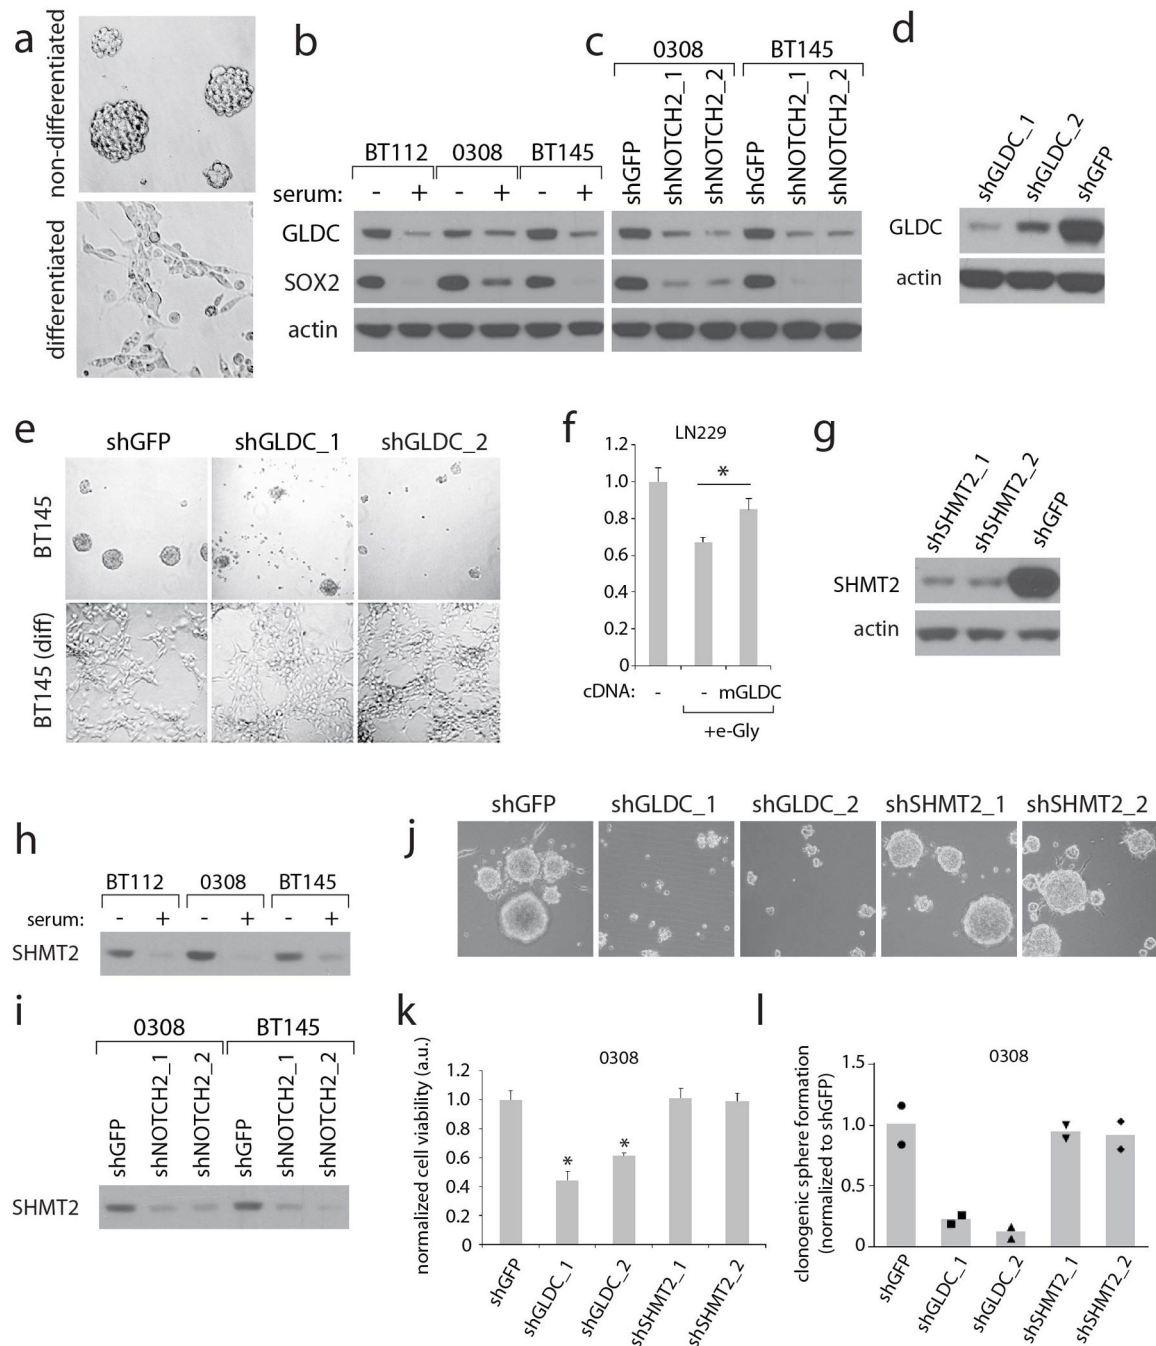 a
non-differentiated
differentiated
b
BT112 0308 BT145
serum: - + - + - +
GLDC
SOX2
actin
c
0308 BT145
shGFP shNOTCH2_1 shNOTCH2_2 shGFP shNOTCH2_1 shNOTCH2_2
d
shGLDC_1 shGLDC_2 shGFP
GLDC
actin
e
shGFP shGLDC_1 shGLDC_2
BT145
BT145 (diff)
f
LN229
1.2
1.0
0.8
0.6
0.4
0.2
0
*
cDNA: - - mGLDC
+e-Gly
g
shSHMT2_1 shSHMT2_2 shGFP
SHMT2
actin
h
BT112 0308 BT145
serum: - + - + - +
SHMT2
i
0308 BT145
shGFP shNOTCH2_1 shNOTCH2_2 shGFP shNOTCH2_1 shNOTCH2_2
SHMT2
j
shGFP shGLDC_1 shGLDC_2 shSHMT2_1 shSHMT2_2
k
0308
normalized cell viability (a.u.)
1.2
1.0
0.8
0.6
0.4
0.2
0
* *
shGFP shGLDC_1 shGLDC_2 shSHMT2_1 shSHMT2_2
l
0308
clonogenic sphere formation
(normalized to shGFP)
1.5
1.0
0.5
0
shGFP shGLDC_1 shGLDC_2 shSHMT2_1 shSHMT2_2